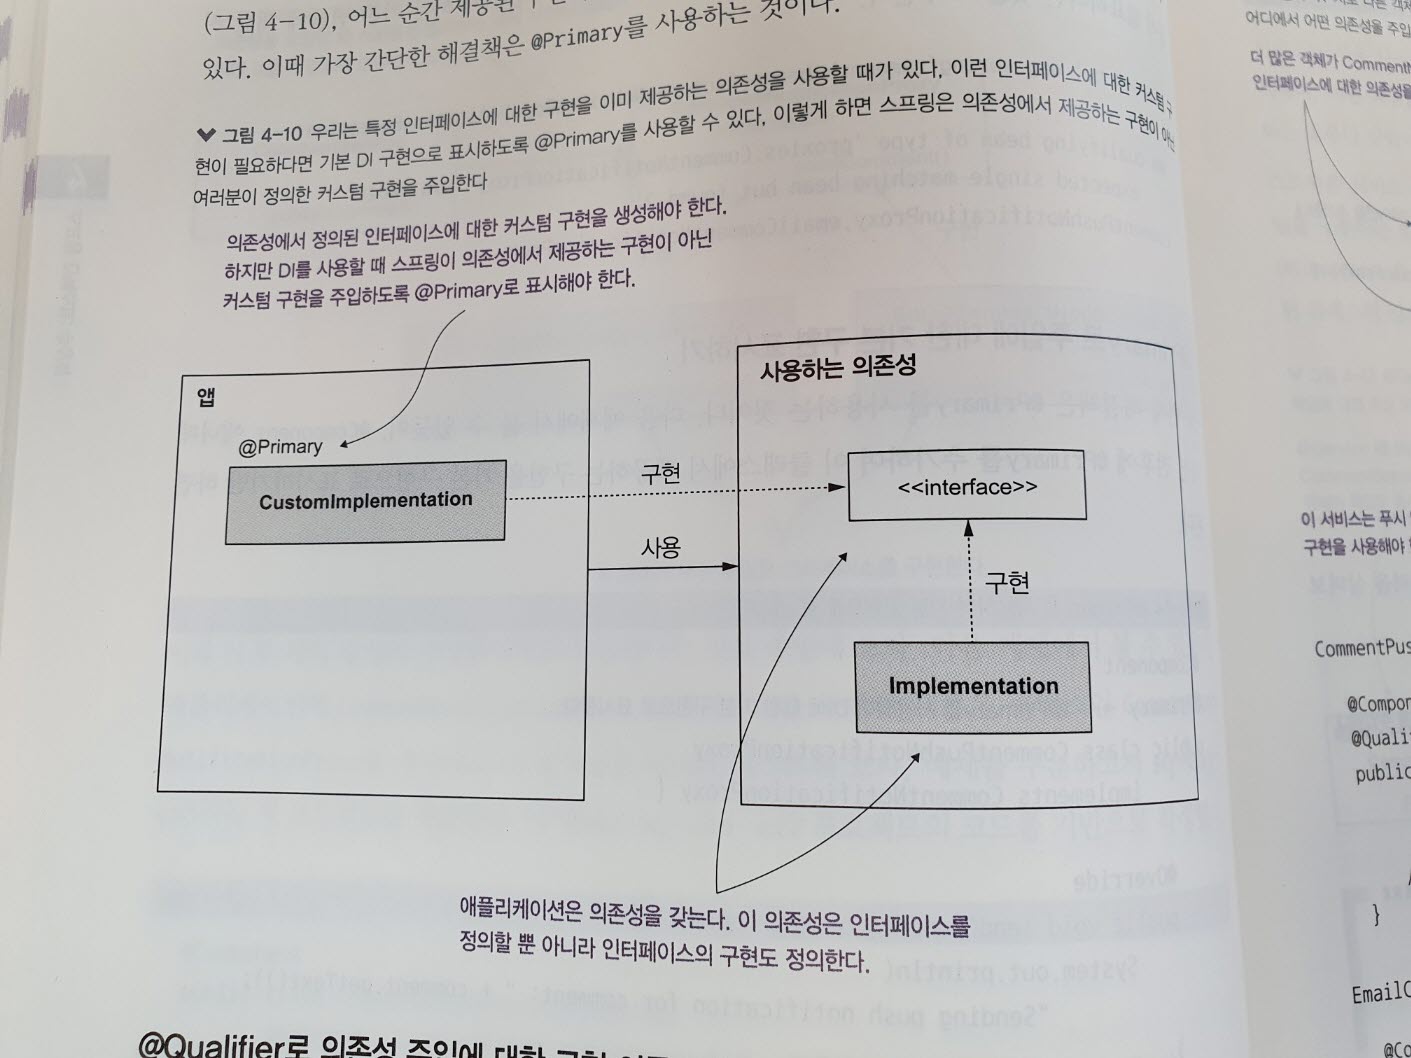 (그림 4-10), 어느 순간 제공된
있다. 이때 가장 간단한 해결책은 @Primary를 사용하는 것이다.
그림 4-10 우리는 특정 인터페이스에 대한 구현을 이미 제공하는 의존성을 사용할 때가 있다. 이런 인터페이스에 대한 커스텀 구
현이 필요하다면 기본 DI 구현으로 표시하도록 @Primary를 사용할 수 있다. 이렇게 하면 스프링은 의존성에서 제공하는 구현이 아닌
여러분이 정의한 커스텀 구현을 주입한다
의존성에서 정의된 인터페이스에 대한 커스텀 구현을 생성해야 한다.
하지만 DI를 사용할 때 스프링이 의존성에서 제공하는 구현이 아닌
커스텀 구현을 주입하도록 @Primary로 표시해야 한다.
앱
@Primary
CustomImplementation
구현
사용
사용하는 의존성
<<interface>>
구현
Implementation
애플리케이션은 의존성을 갖는다. 이 의존성은 인터페이스를
정의할 뿐 아니라 인터페이스의 구현도 정의한다.
@Qualifier로 의존성 주입에 대한 구현
어디에서 어떤 의존성을 주입
더 많은 객체가
인터페이스에 대한 의존성을
이 서비스는 푸시
구현을 사용해야
CommentPus
@Compon
@Quali
public
}
EmailC
@Co